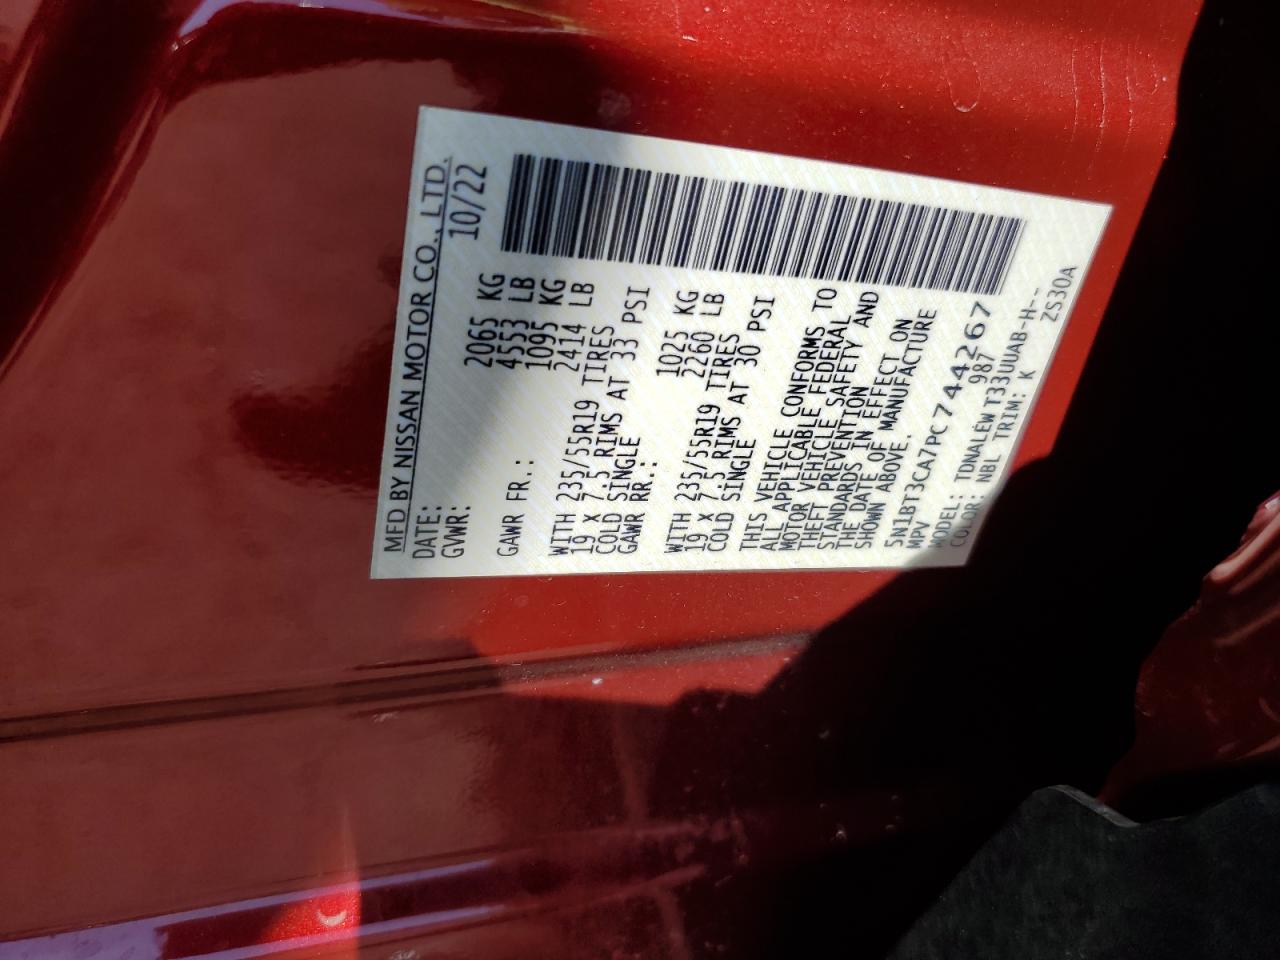 MFD BY NISSAN MOTOR CO., LTD.
DATE: 10/22
GVWR: 2065 KG
4553 LB
GAWR FR.: 1095 KG
2414 LB
WITH 235/55R19 TIRES
19 x 7.5 RIMS AT 33 PSI
COLD SINGLE
GAWR RR.: 1025 KG
2260 LB
WITH 235/55R19 TIRES
19 x 7.5 RIMS AT 30 PSI
COLD SINGLE
THIS VEHICLE CONFORMS TO
ALL APPLICABLE FEDERAL
MOTOR VEHICLE SAFETY AND
THEFT PREVENTION
STANDARDS IN EFFECT ON
THE DATE OF MANUFACTURE
SHOWN ABOVE.
5N1BT3CA7PC744267
MPV 987
MODEL: TDNALEWT33UUAB-H--
COLOR: NBL TRIM: K ZS30A